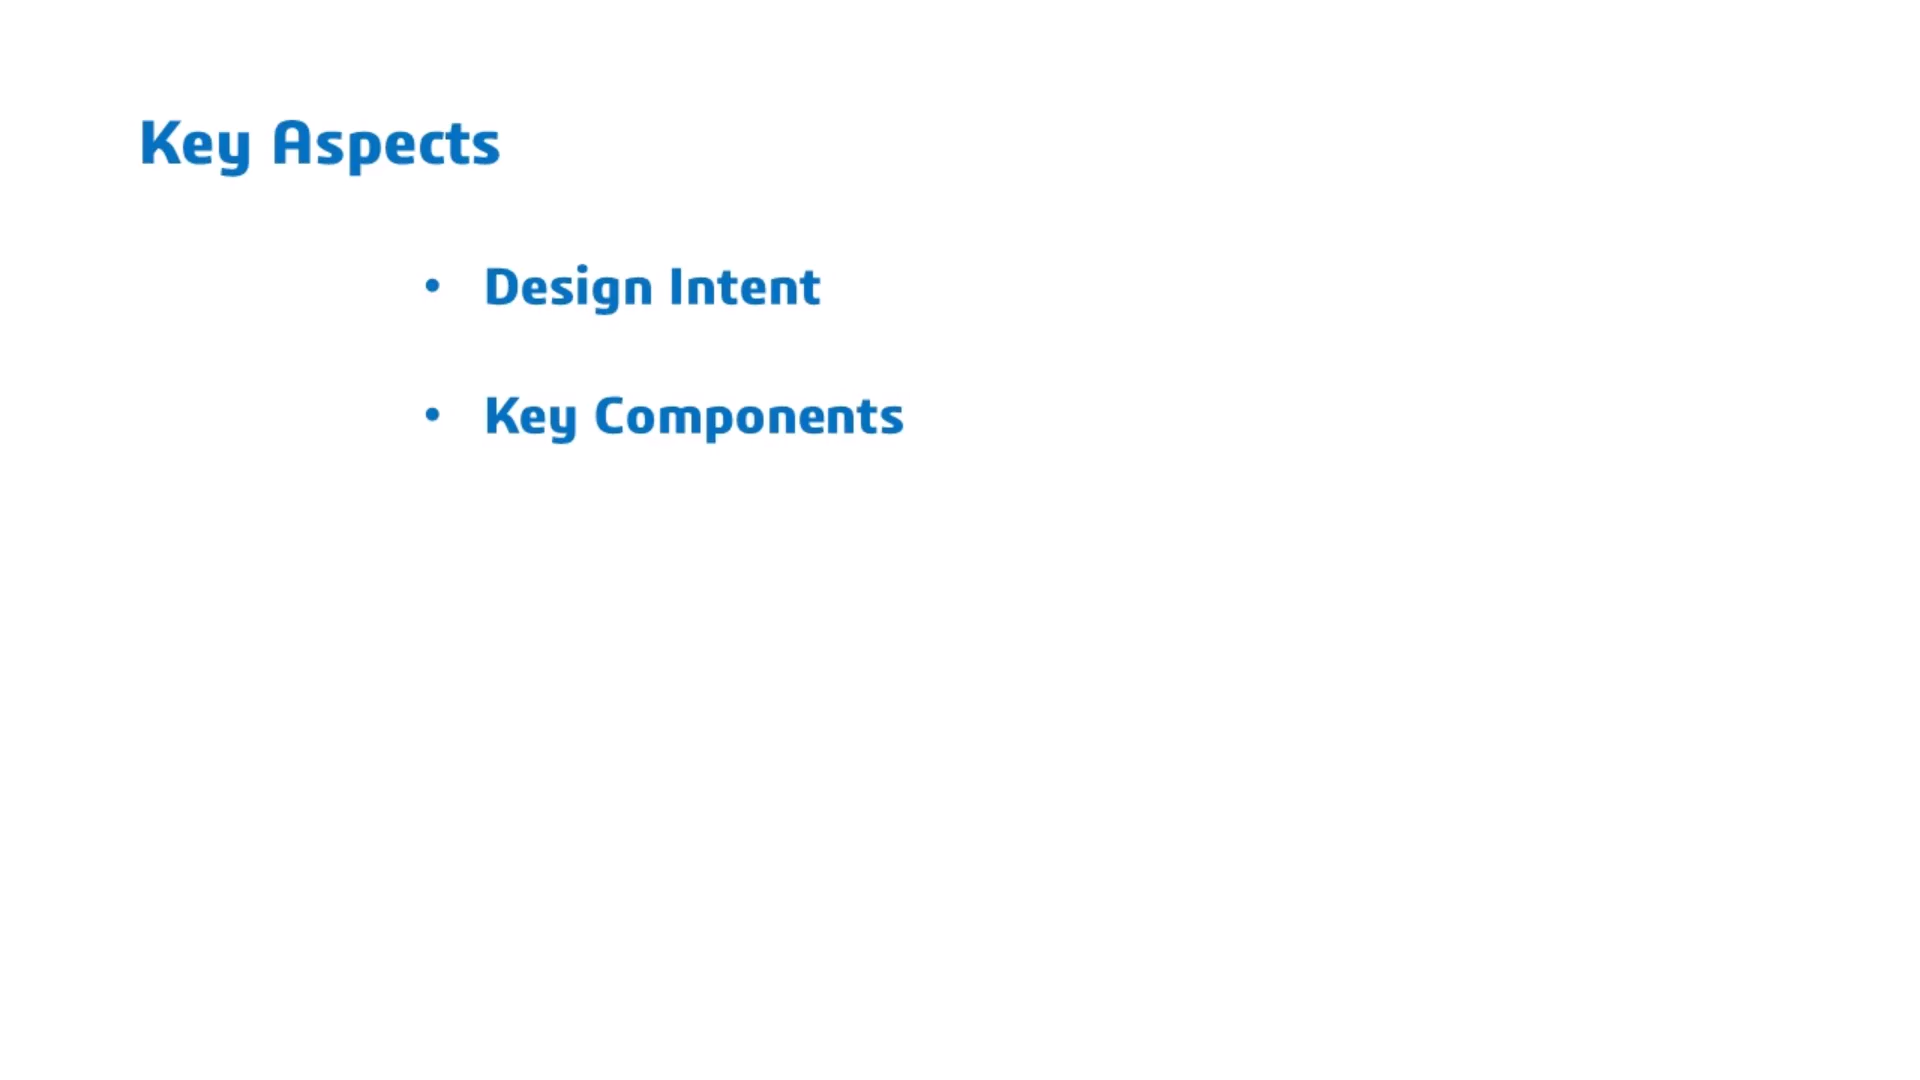 Key Aspects
• Design Intent
• Key Components